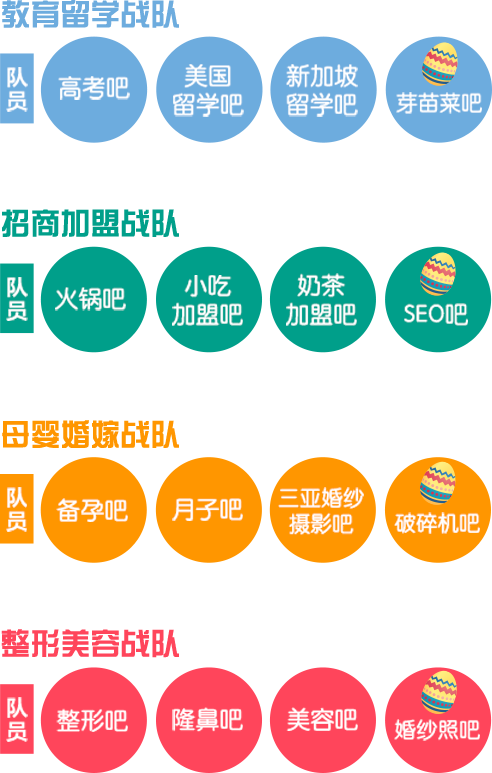 教育留学战队
队员
高考吧
美国
留学吧
新加坡
留学吧
芽苗菜吧
招商加盟战队
队员
火锅吧
小吃
加盟吧
奶茶
加盟吧
SEO吧
母婴婚嫁战队
队员
备孕吧
月子吧
三亚婚纱
摄影吧
破碎机吧
整形美容战队
队员
整形吧
隆鼻吧
美容吧
婚纱照吧